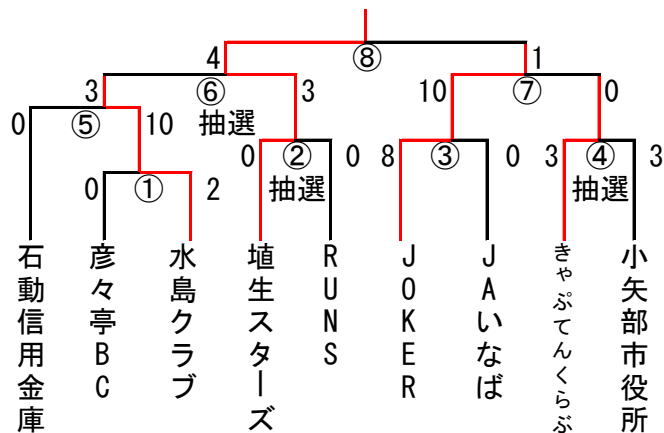 4 ⑧ 1
3 ⑥ 3 10 ⑦ 0
0 ⑤ 10 抽選
0 ② 0 8 ③ 0 3 ④ 3
0 ① 2 抽選 抽選
石動信用金庫
彦々亭BC
水島クラブ
埴生スターズ
RUNS
JOKER
JAいなば
きゃぷてんくらぶ
小矢部市役所